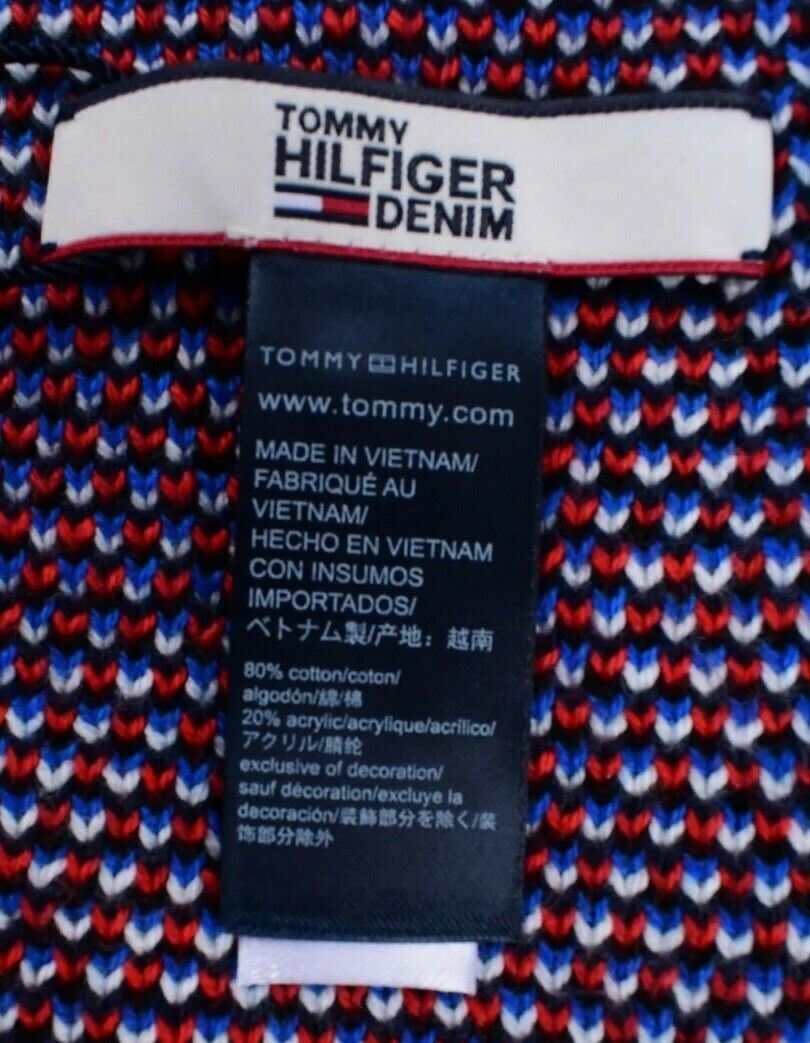 TOMMY
HILFIGER
DENIM
TOMMY HILFIGER
www.tommy.com
MADE IN VIETNAM/
FABRIQUÉ AU
VIETNAM/
HECHO EN VIETNAM
CON INSUMOS
IMPORTADOS/
ベトナム製/产地：越南
80% cotton/coton/
algodón/綿/棉
20% acrylic/acrylique/acrílico/
アクリル/腈纶
exclusive of decoration/
sauf décoration/excluye la
decoración/装飾部分を除く/装
饰部分除外